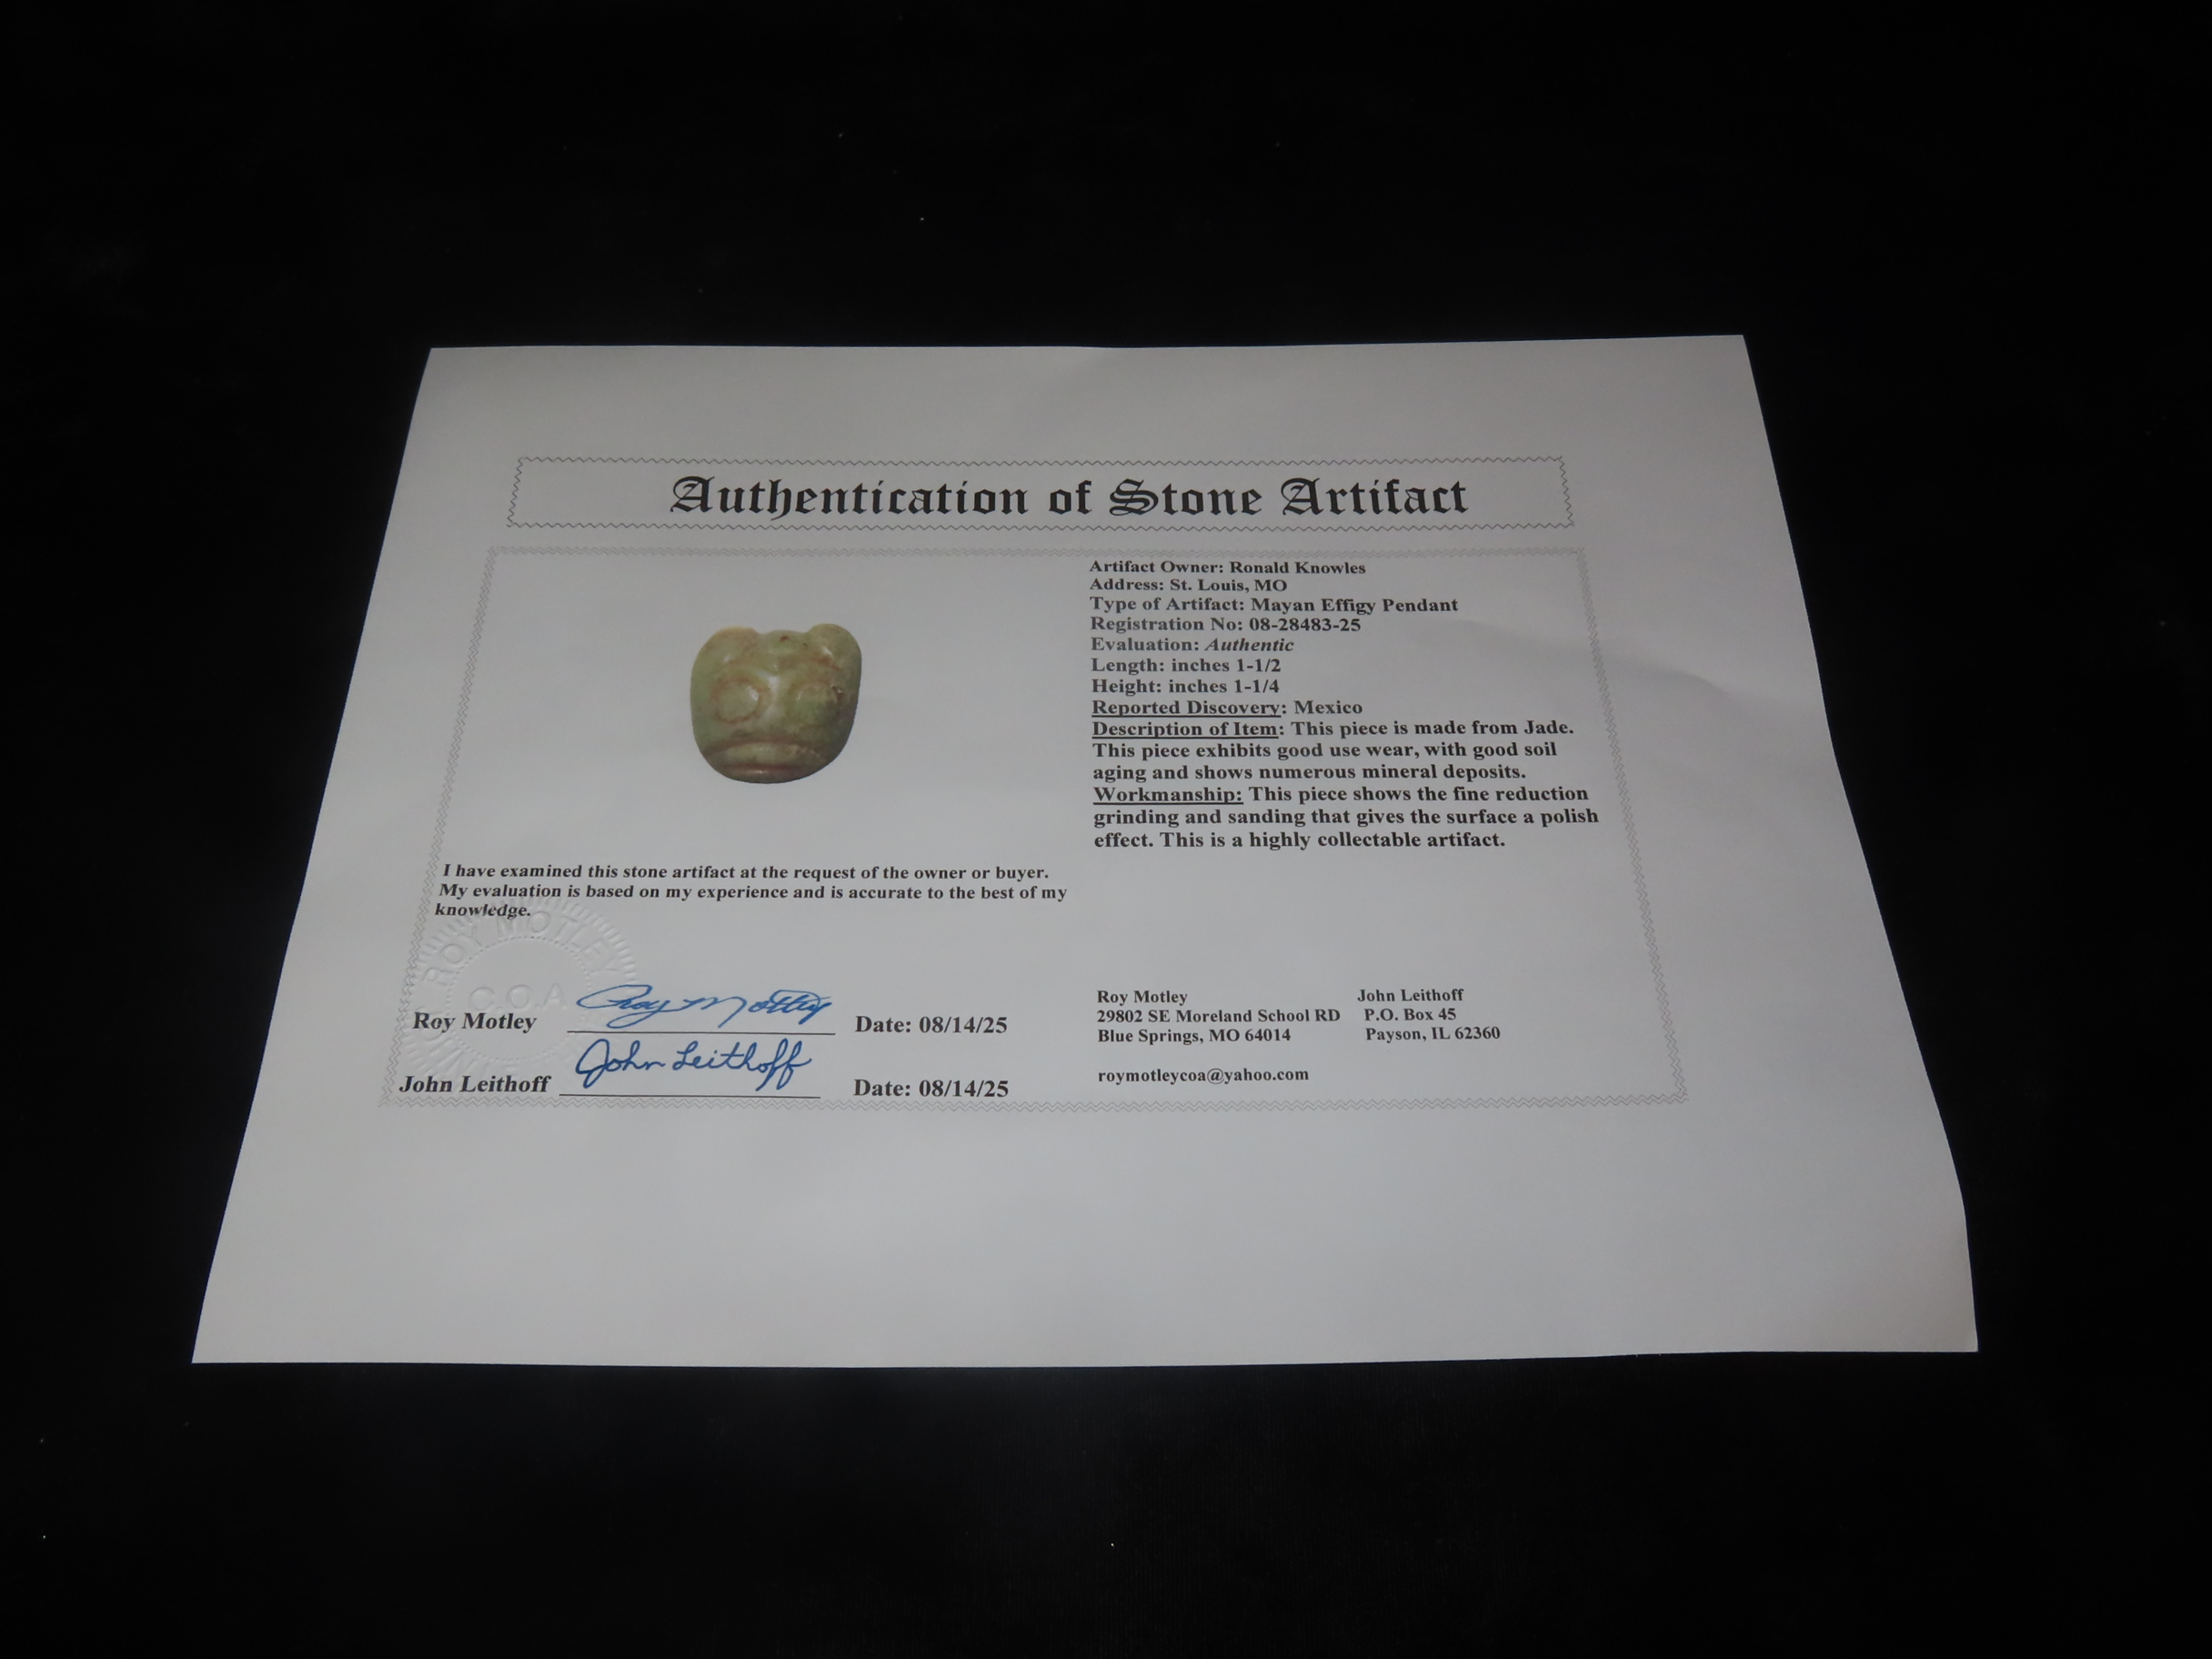 Authentication of Stone Artifact
Artifact Owner: Ronald Knowles
Address: St. Louis, MO
Type of Artifact: Mayan Effigy Pendant
Registration No: 08-28483-25
Evaluation: Authentic
Length: inches 1-1/2
Height: inches 1-1/4
Reported Discovery: Mexico
Description of Item: This piece is made from Jade.
This piece exhibits good use wear, with good soil
aging and shows numerous mineral deposits.
Workmanship: This piece shows the fine reduction
grinding and sanding that gives the surface a polish
effect. This is a highly collectable artifact.
I have examined this stone artifact at the request of the owner or buyer.
My evaluation is based on my experience and is accurate to the best of my
knowledge.
ROY MOTLEY
C.O.A
Roy Motley Roy Motley Date: 08/14/25
John Leithoff John Leithoff Date: 08/14/25
Roy Motley John Leithoff
29802 SE Moreland School RD P.O. Box 45
Blue Springs, MO 64014 Payson, IL 62360
roymotleycoa@yahoo.com